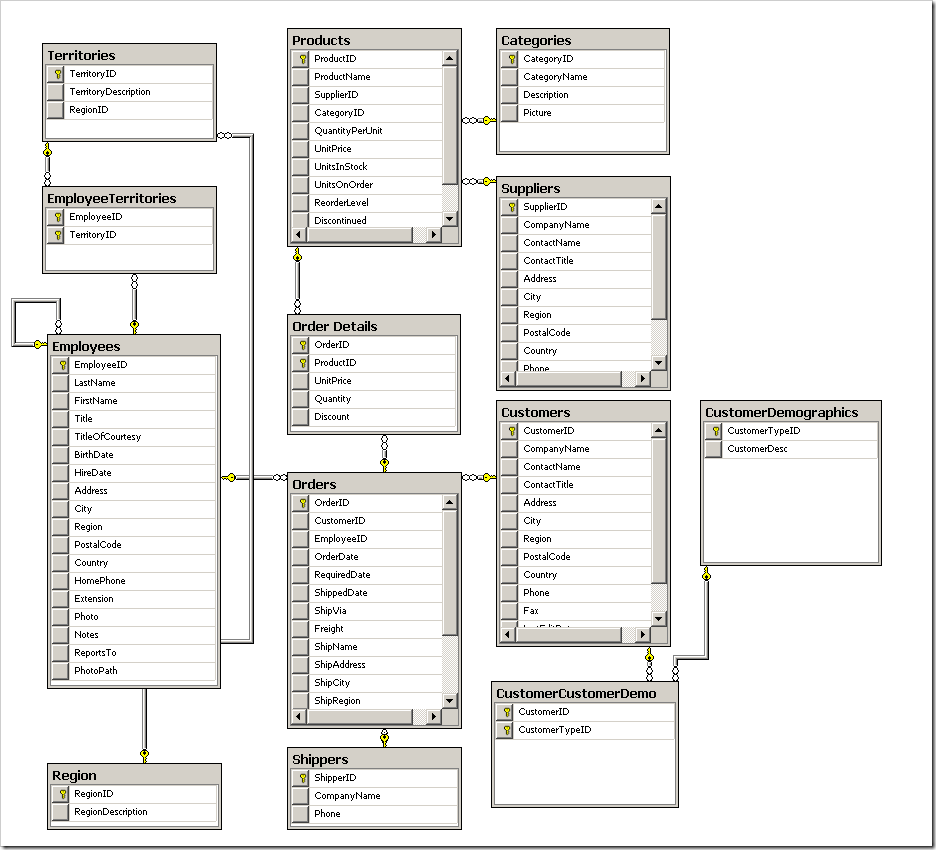 Territories
TerritoryID
TerritoryDescription
RegionID
EmployeeTerritories
EmployeeID
TerritoryID
Employees
EmployeeID
LastName
FirstName
Title
TitleOfCourtesy
BirthDate
HireDate
Address
City
Region
PostalCode
Country
HomePhone
Extension
Photo
Notes
ReportsTo
PhotoPath
Region
RegionID
RegionDescription
Products
ProductID
ProductName
SupplierID
CategoryID
QuantityPerUnit
UnitPrice
UnitsInStock
UnitsOnOrder
ReorderLevel
Discontinued
Order Details
OrderID
ProductID
UnitPrice
Quantity
Discount
Orders
OrderID
CustomerID
EmployeeID
OrderDate
RequiredDate
ShippedDate
ShipVia
Freight
ShipName
ShipAddress
ShipCity
ShipRegion
Shippers
ShipperID
CompanyName
Phone
Categories
CategoryID
CategoryName
Description
Picture
Suppliers
SupplierID
CompanyName
ContactName
ContactTitle
Address
City
Region
PostalCode
Country
Phone
Customers
CustomerID
CompanyName
ContactName
ContactTitle
Address
City
Region
PostalCode
Country
Phone
Fax
CustomerCustomerDemo
CustomerID
CustomerTypeID
CustomerDemographics
CustomerTypeID
CustomerDesc